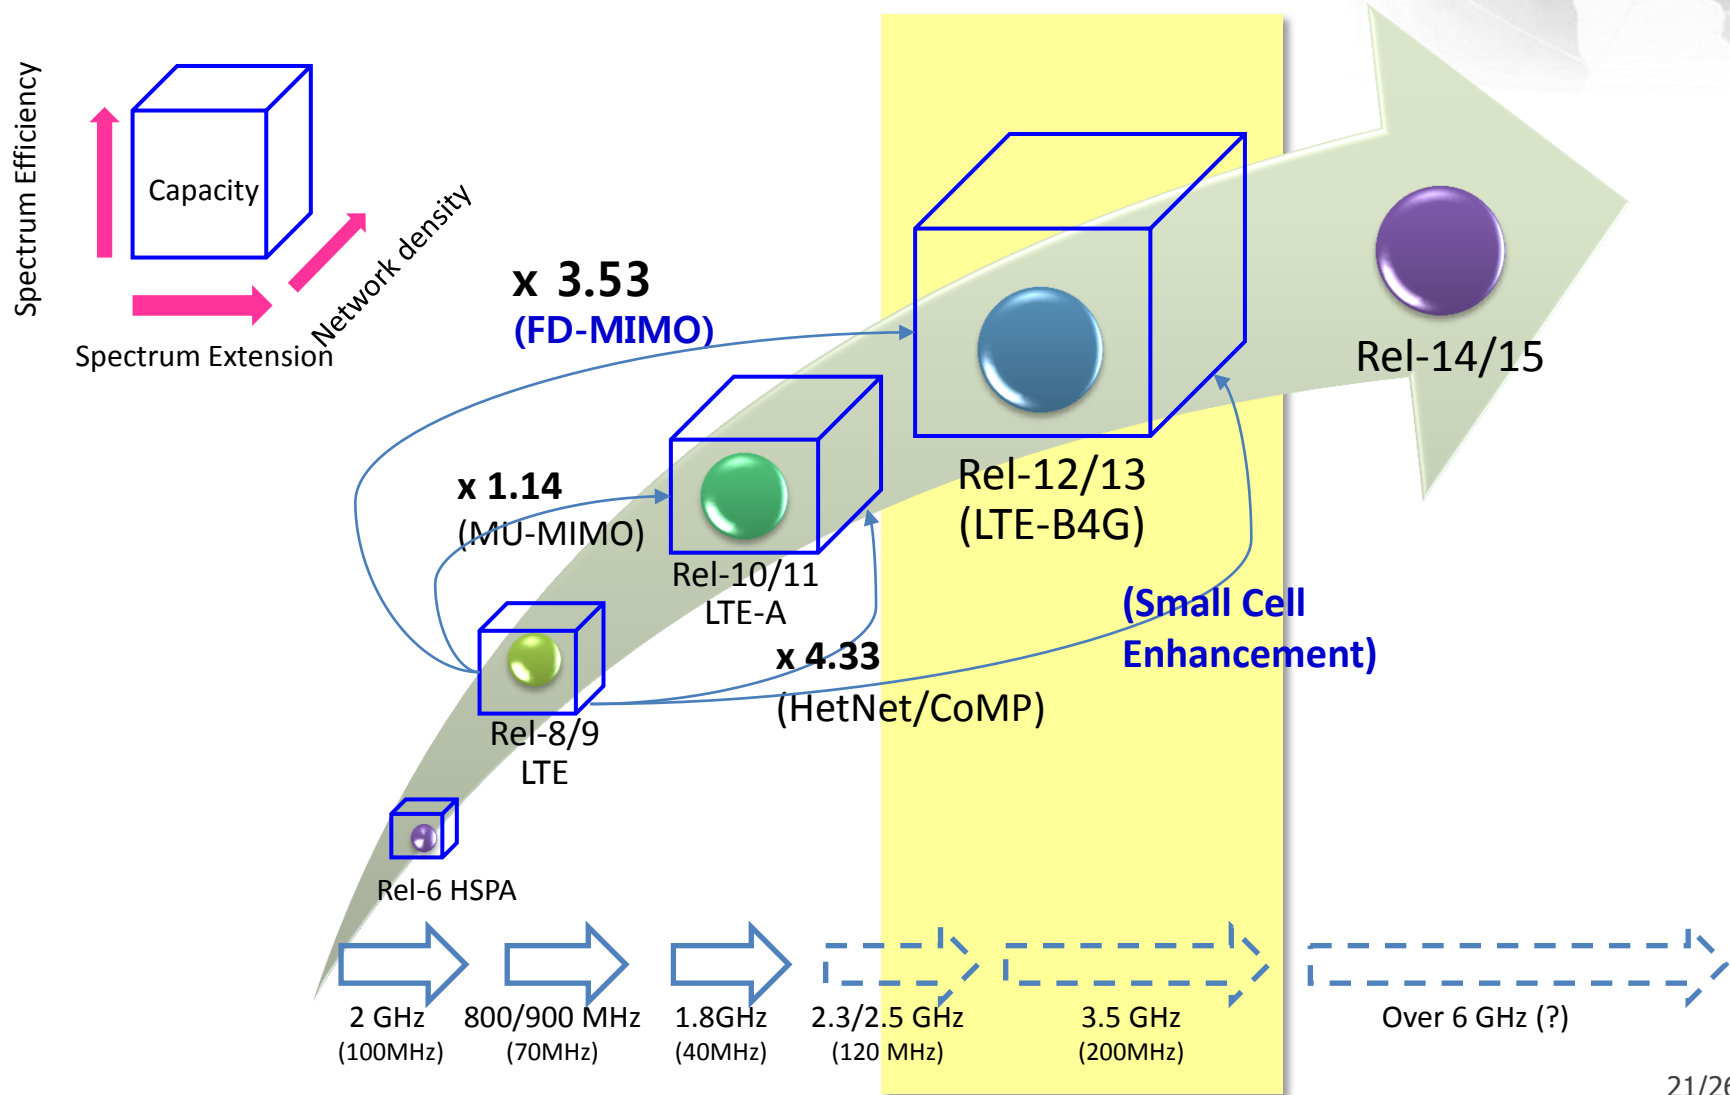 Spectrum Efficiency
Capacity
Network density
Spectrum Extension
x 3.53
(FD-MIMO)
x 1.14
(MU-MIMO)
Rel-14/15
Rel-12/13
(LTE-B4G)
Rel-10/11
LTE-A
(Small Cell
Enhancement)
x 4.33
(HetNet/CoMP)
Rel-8/9
LTE
Rel-6 HSPA
2 GHz
(100MHz)
800/900 MHz
(70MHz)
1.8GHz
(40MHz)
2.3/2.5 GHz
(120 MHz)
3.5 GHz
(200MHz)
Over 6 GHz (?)
21/26